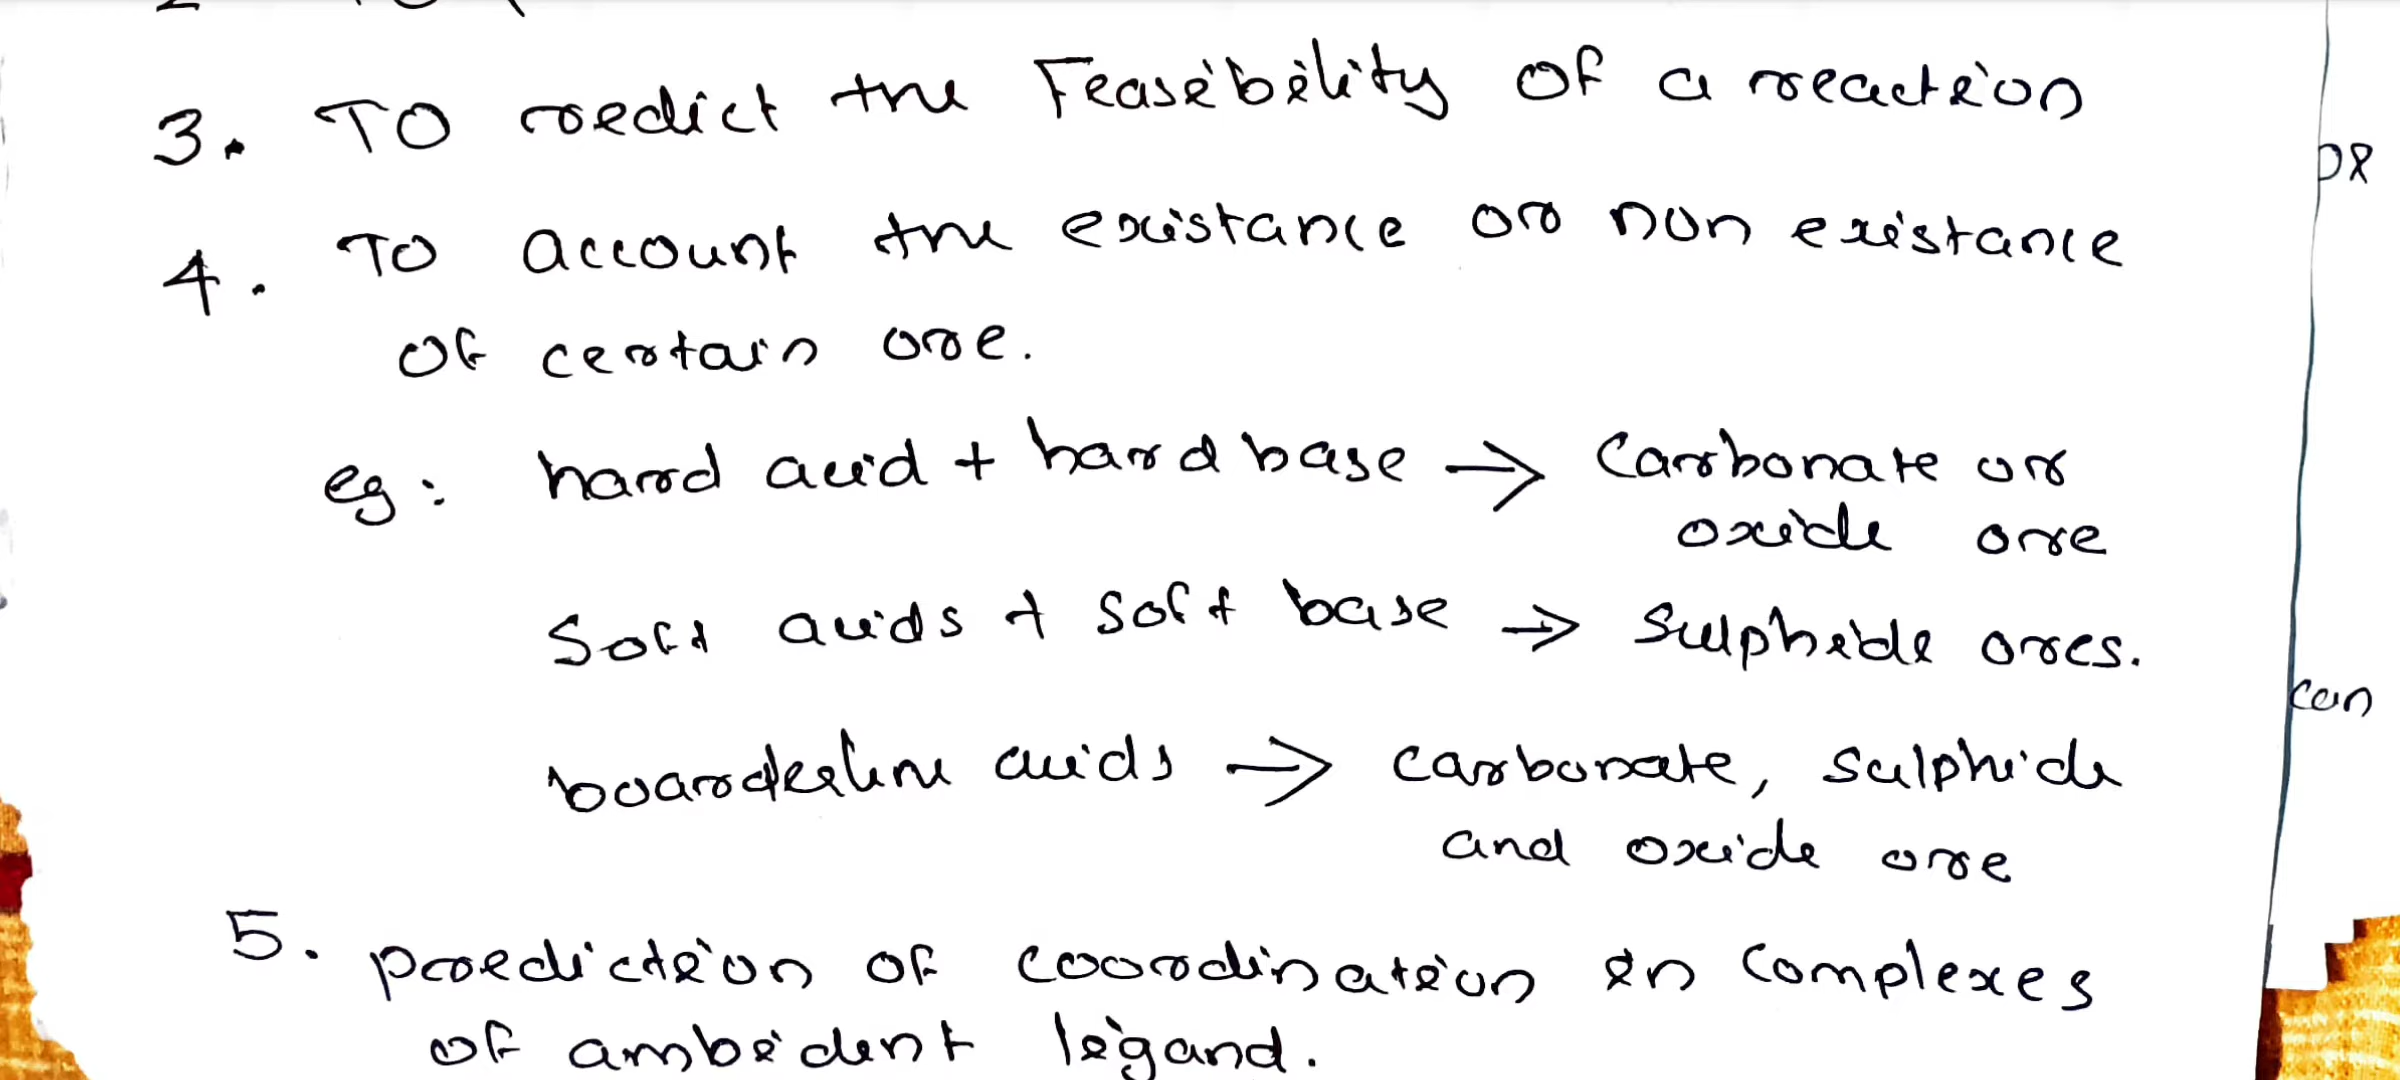 3. To redict the Feasibility of a reaction
4. To account the existance or non existance
of certain ore.
eg: hard acid + hard base → Carbonate or
oxide ore
Soft acids + soft base → Sulphide ores.
boarderline acids → carbonate, sulphide
and oxide ore
5. prediction of coordination in complexes
of ambident ligand.